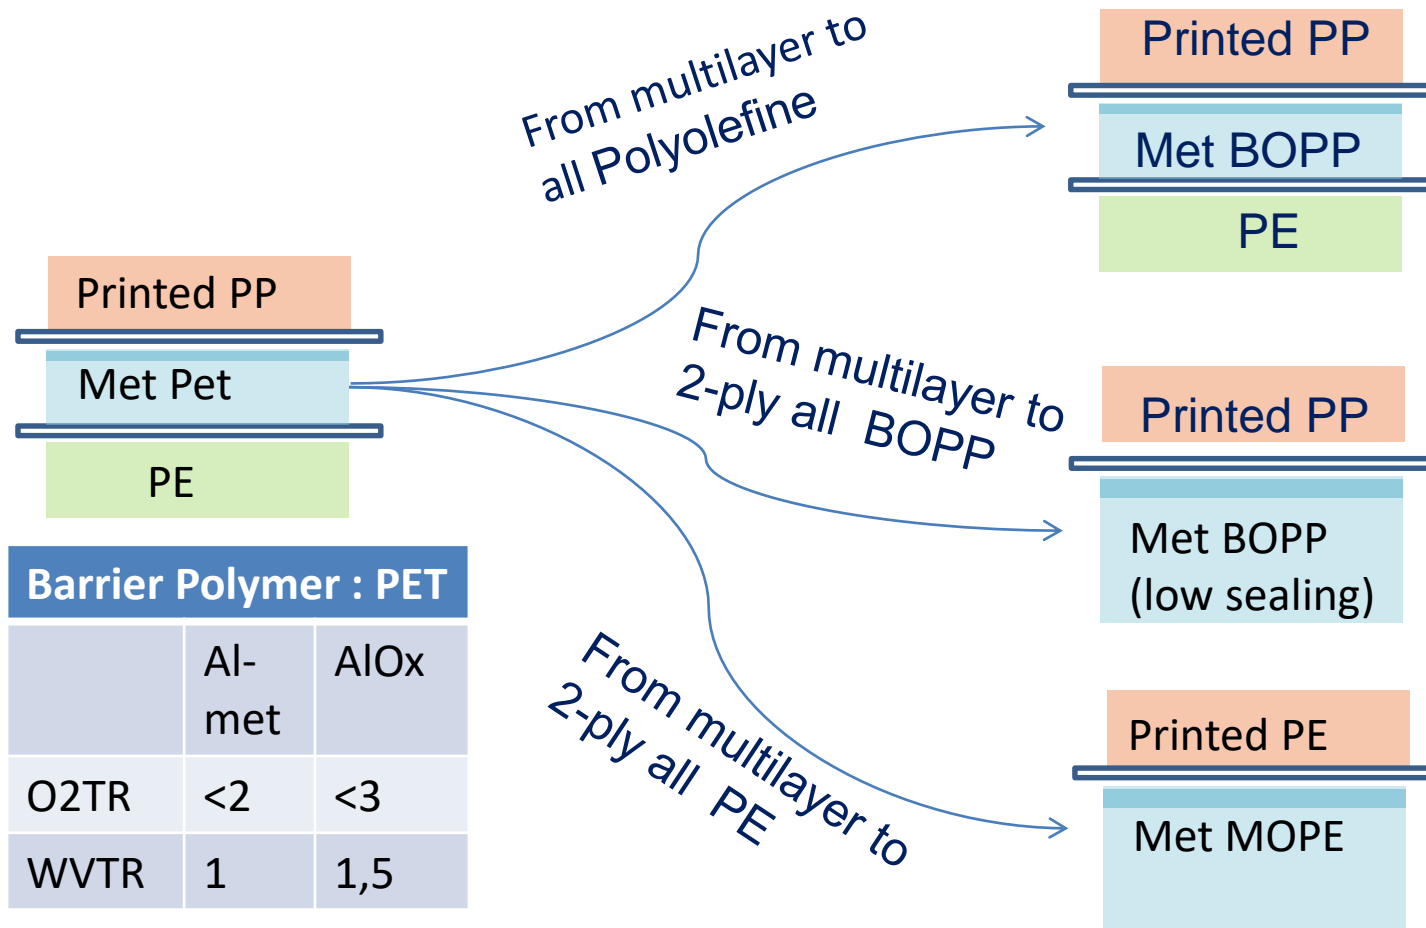 Printed PP
Met Pet
PE
Barrier Polymer : PET
Al-
met
AlOx
O2TR <2 <3
WVTR 1 1,5
From multilayer to
all Polyolefine
Printed PP
Met BOPP
PE
From multilayer to
2-ply all BOPP
Printed PP
Met BOPP
(low sealing)
From multilayer to
2-ply all PE
Printed PE
Met MOPE